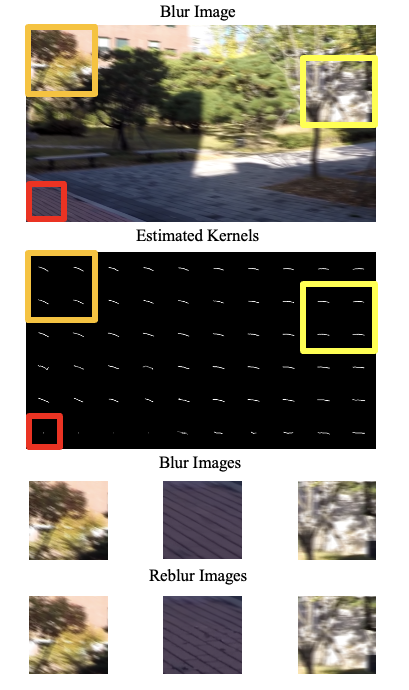 Blur Image
Estimated Kernels
Blur Images
Reblur Images